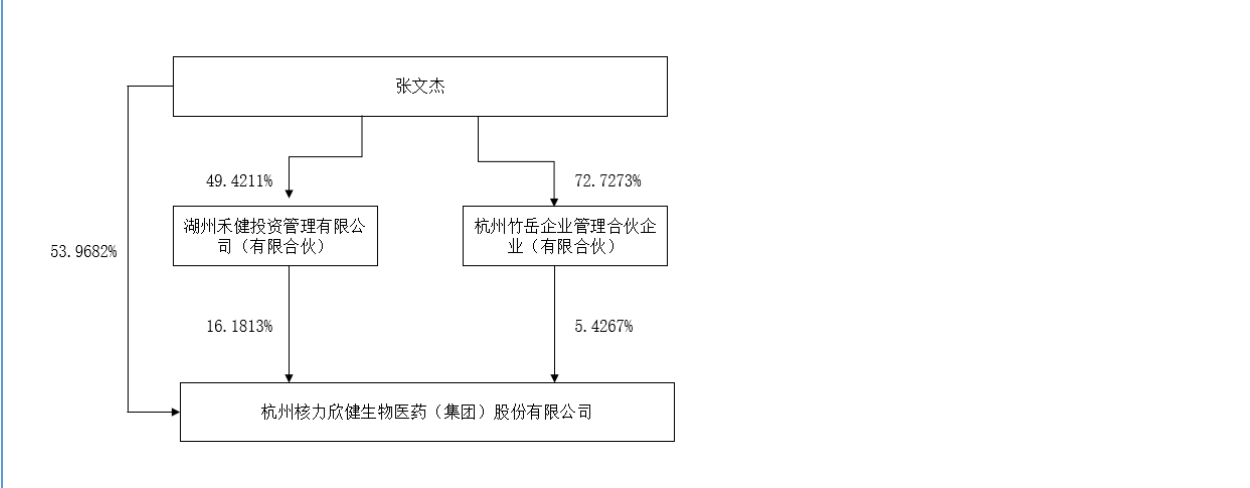 张文杰
49.4211%
72.7273%
湖州禾健投资管理有限公
司（有限合伙）
杭州竹岳企业管理合伙企
业（有限合伙）
53.9682%
16.1813%
5.4267%
杭州核力欣健生物医药（集团）股份有限公司